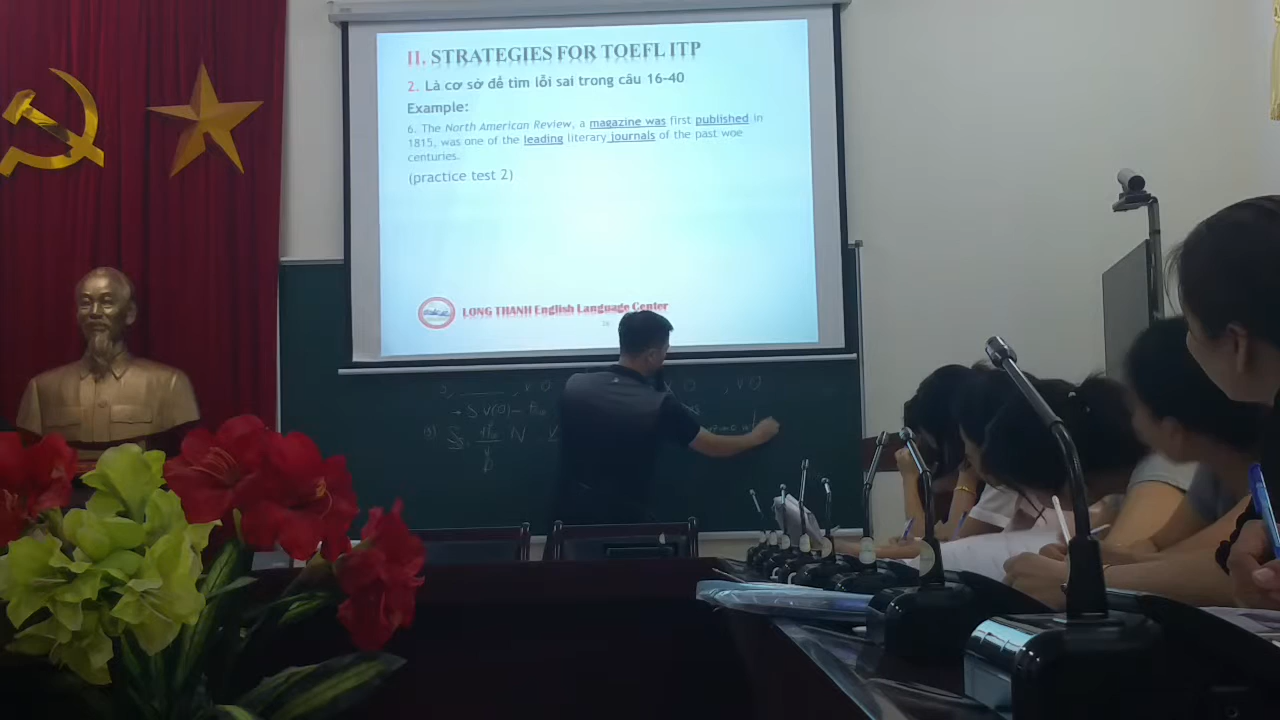 II. STRATEGIES FOR TOEFL ITP
2. Là cơ sở để tìm lỗi sai trong câu 16-40
Example:
6. The North American Review, a magazine was first published in
1815, was one of the leading literary journals of the past woe
centuries.
(practice test 2)
LONG THANH English Language Center